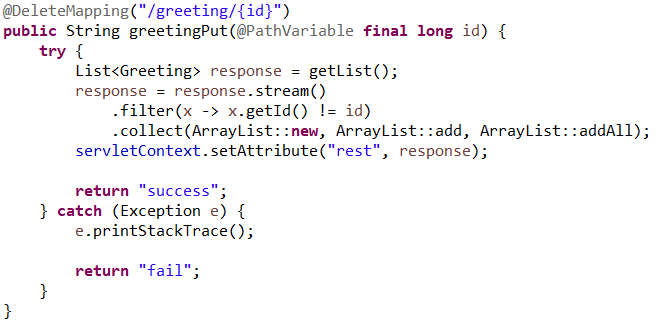 @DeleteMapping("/greeting/{id}")
public String greetingPut(@PathVariable final long id) {
    try {
        List<Greeting> response = getList();
        response = response.stream()
            .filter(x -> x.getId() != id)
            .collect(ArrayList::new, ArrayList::add, ArrayList::addAll);
        servletContext.setAttribute("rest", response);

        return "success";
    } catch (Exception e) {
        e.printStackTrace();

        return "fail";
    }
}